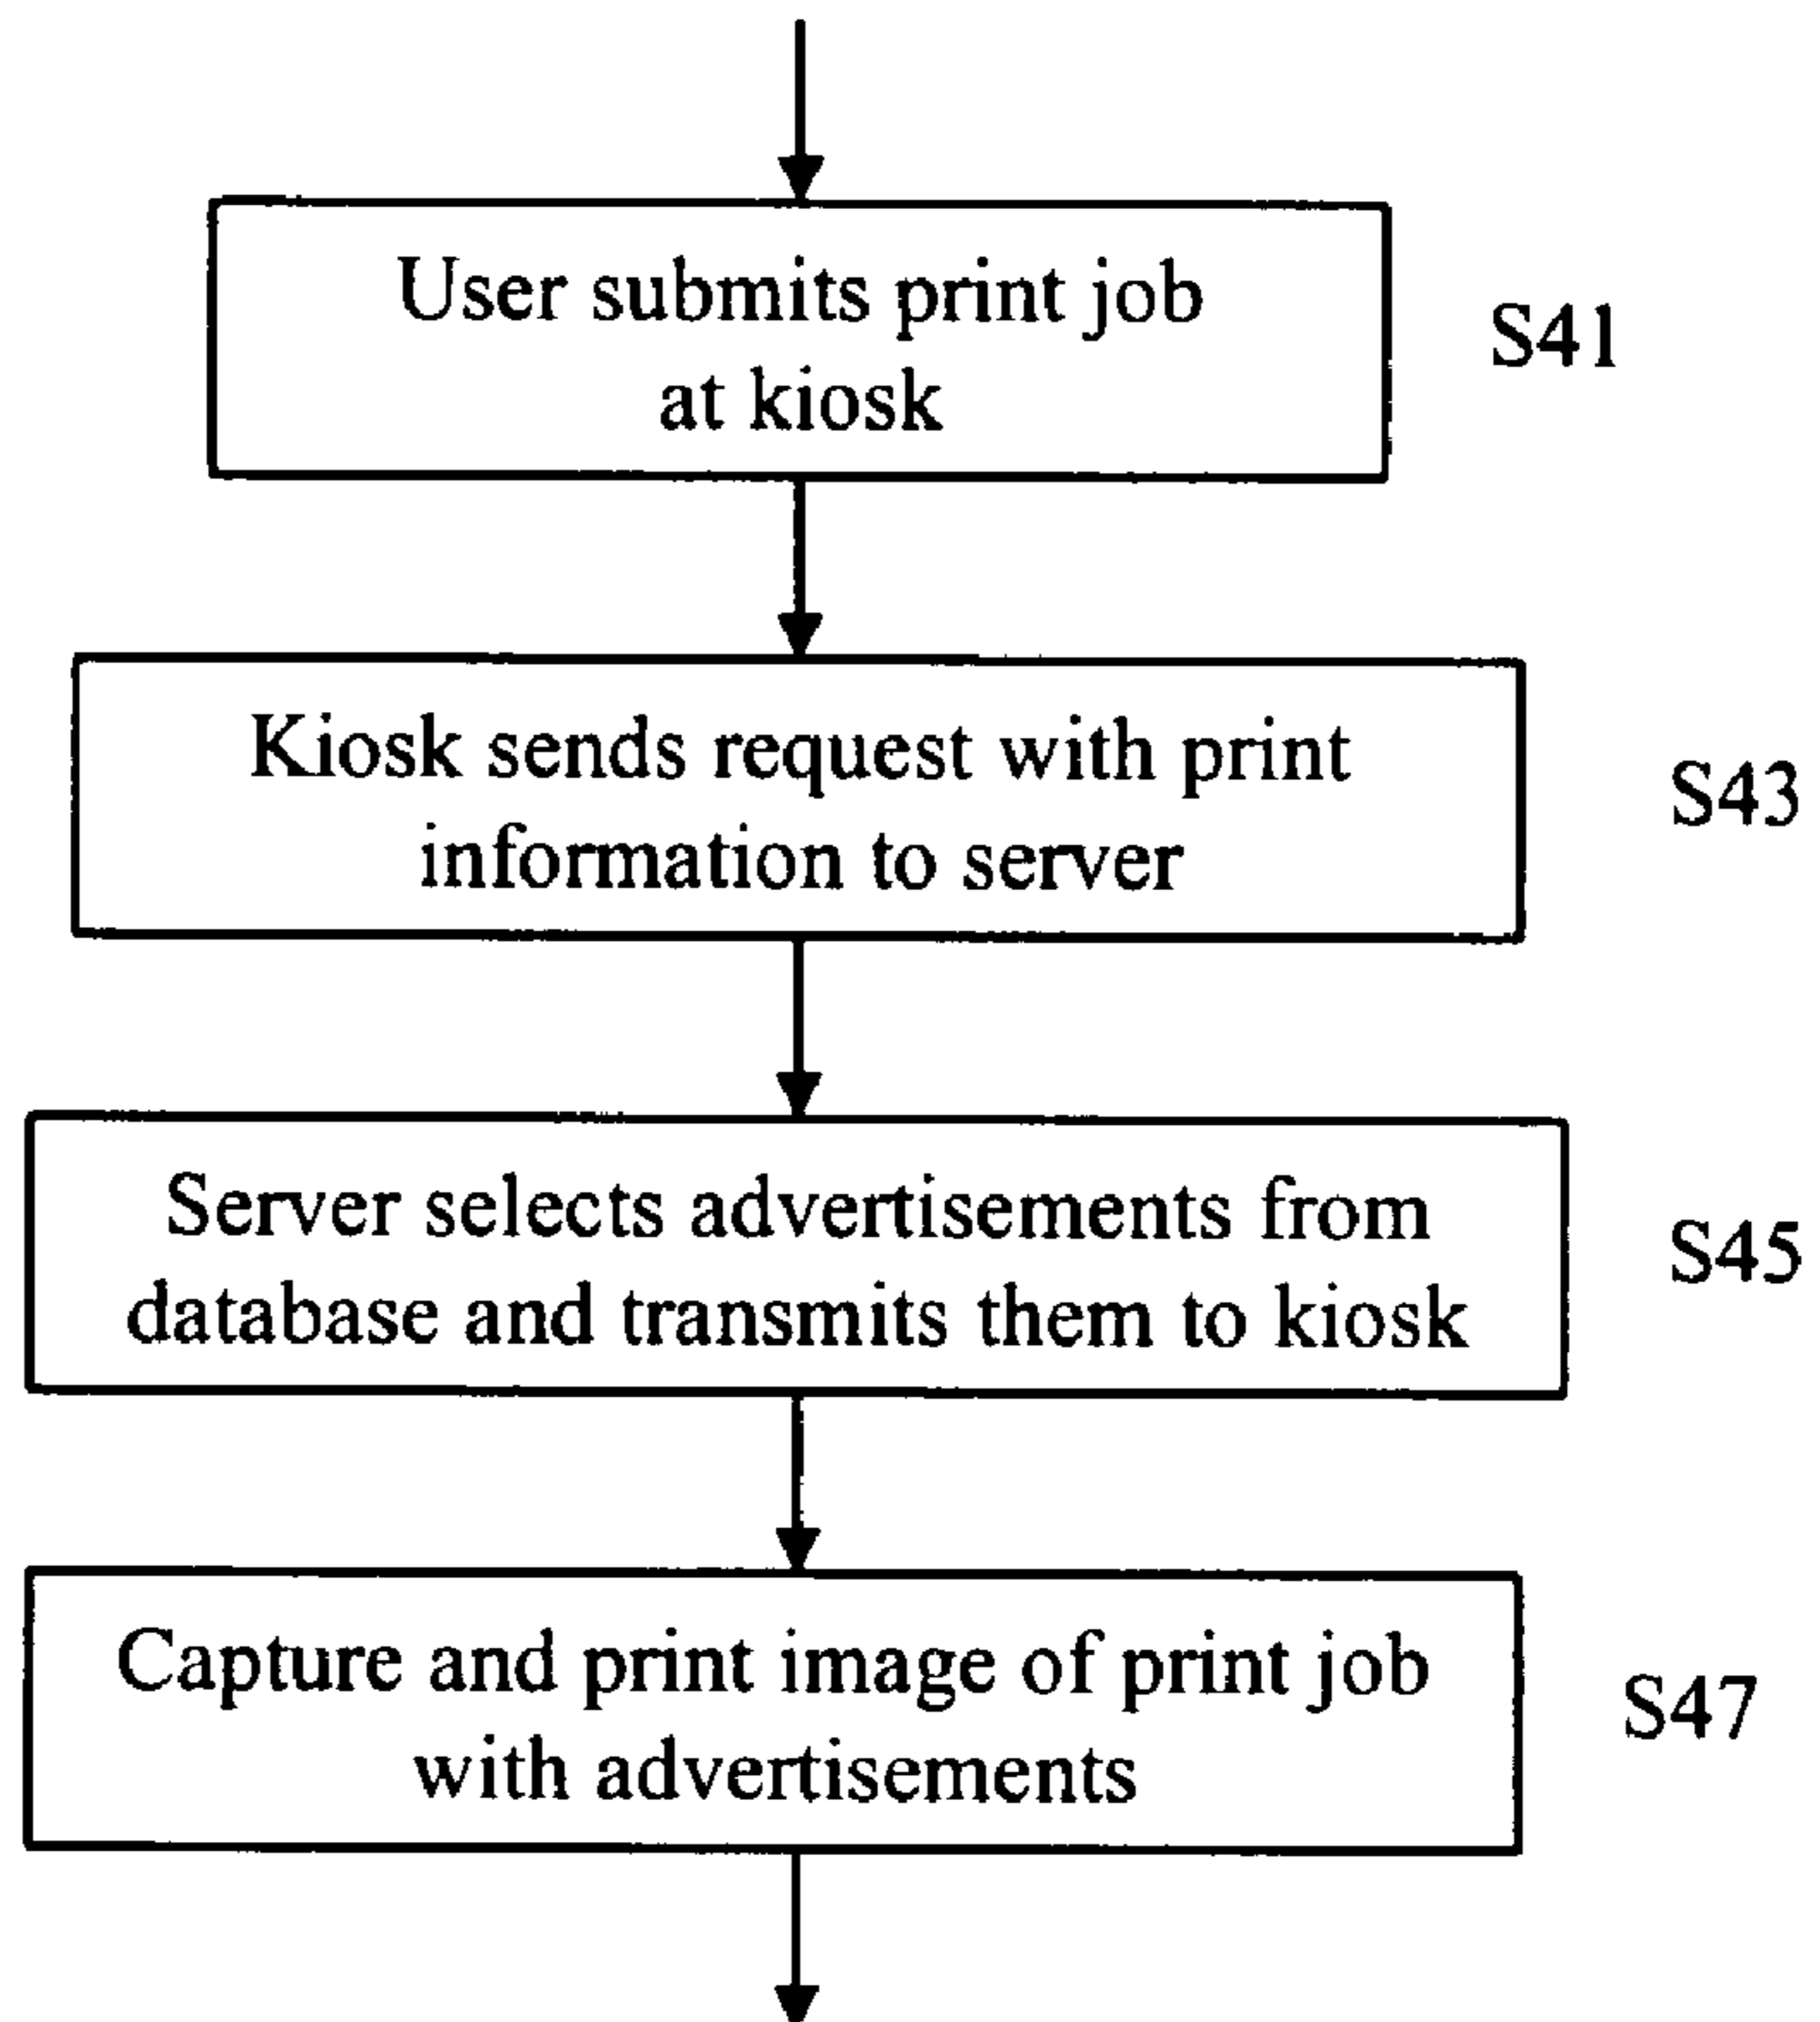 User submits print job
at kiosk
S41
Kiosk sends request with print
information to server
S43
Server selects advertisements from
database and transmits them to kiosk
S45
Capture and print image of print job
with advertisements
S47